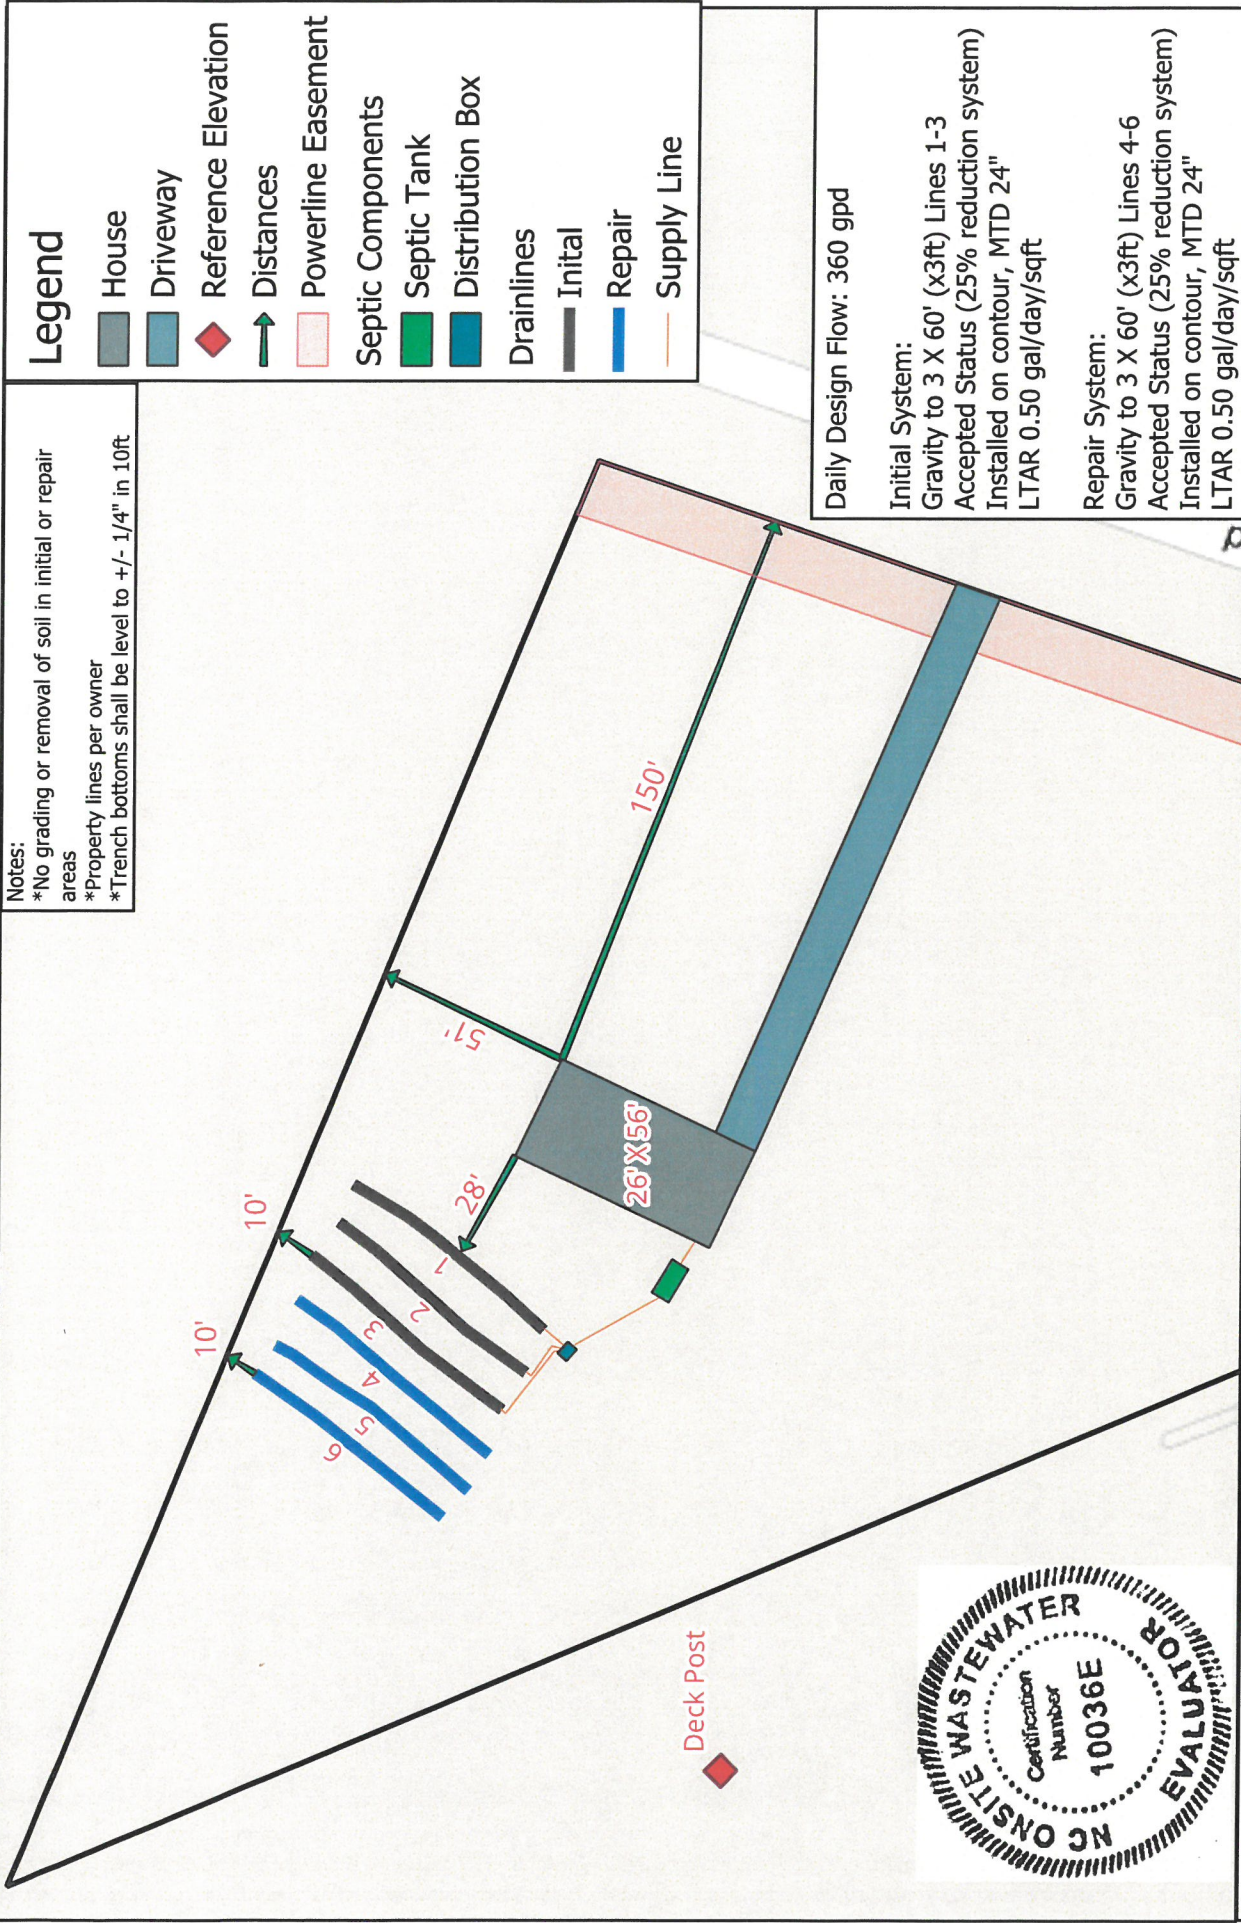 Notes:
*No grading or removal of soil in initial or repair
areas
*Property lines per owner
*Trench bottoms shall be level to +/- 1/4" in 10ft
Legend
House
Driveway
Reference Elevation
Distances
Powerline Easement
Septic Components
Septic Tank
Distribution Box
Drainlines
Inital
Repair
Supply Line
10'
10'
28'
51'
150'
26' X 56'
1
2
3
4
5
6
Deck Post
Daily Design Flow: 360 gpd
Initial System:
Gravity to 3 X 60' (x3ft) Lines 1-3
Accepted Status (25% reduction system)
Installed on contour, MTD 24"
LTAR 0.50 gal/day/sqft
Repair System:
Gravity to 3 X 60' (x3ft) Lines 4-6
Accepted Status (25% reduction system)
Installed on contour, MTD 24"
LTAR 0.50 gal/day/sqft
NC ONSITE WASTEWATER
EVALUATOR
Certification
Number
10036E